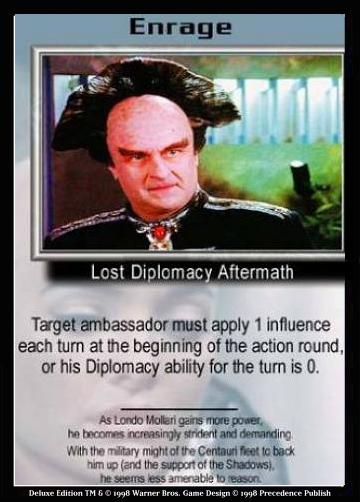 Enrage
Lost Diplomacy Aftermath
Target ambassador must apply 1 influence
each turn at the beginning of the action round,
or his Diplomacy ability for the turn is 0.
As Londo Mollari gains more power,
he becomes increasingly strident and demanding.
With the military might of the Centauri fleet to back
him up (and the support of the Shadows),
he seems less amenable to reason.
Deluxe Edition TM & © 1998 Warner Bros. Game Design © 1998 Precedence Publish